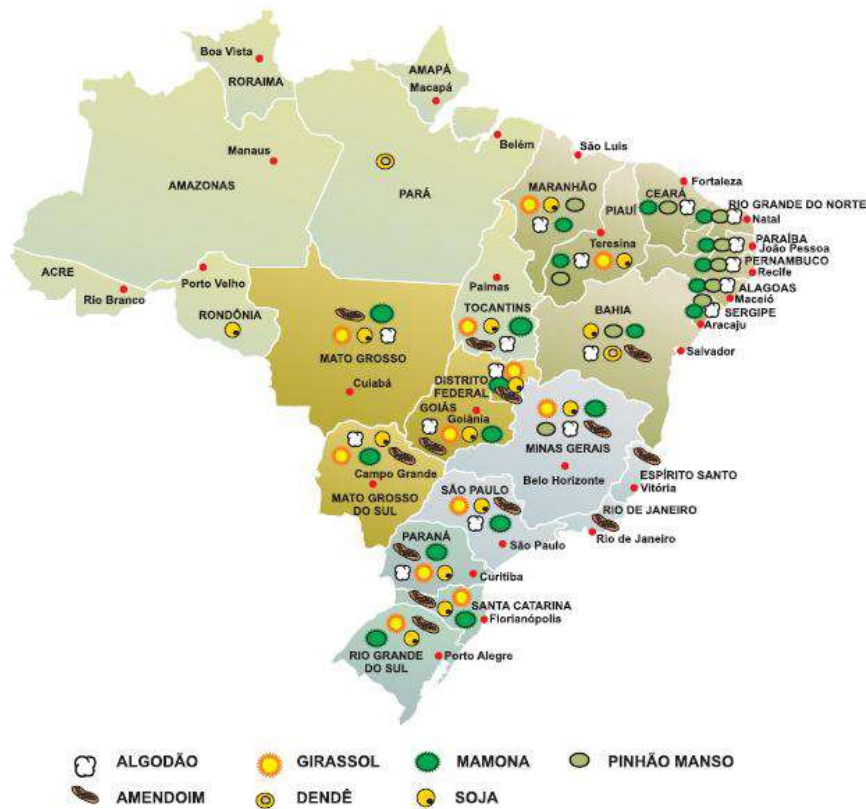 Boa Vista
RORAIMA
AMAPÁ
Macapá
Manaus
AMAZONAS
PARÁ
Belém
São Luis
MARANHÃO
PIAUÍ
Teresina
CEARÁ
Fortaleza
RIO GRANDE DO NORTE
Natal
PARAÍBA
João Pessoa
PERNAMBUCO
Recife
ALAGOAS
Maceió
SERGIPE
Aracaju
ACRE
Rio Branco
Porto Velho
RONDÔNIA
Palmas
TOCANTINS
BAHIA
Salvador
MATO GROSSO
Cuiabá
DISTRITO
FEDERAL
GOIÁS
Goiânia
MINAS GERAIS
Belo Horizonte
ESPÍRITO SANTO
Vitória
Campo Grande
MATO GROSSO
DO SUL
SÃO PAULO
São Paulo
RIO DE JANEIRO
Rio de Janeiro
PARANÁ
Curitiba
SANTA CATARINA
Florianópolis
RIO GRANDE
DO SUL
Porto Alegre
ALGODÃO
GIRASSOL
MAMONA
PINHÃO MANSO
AMENDOIM
DENDÊ
SOJA